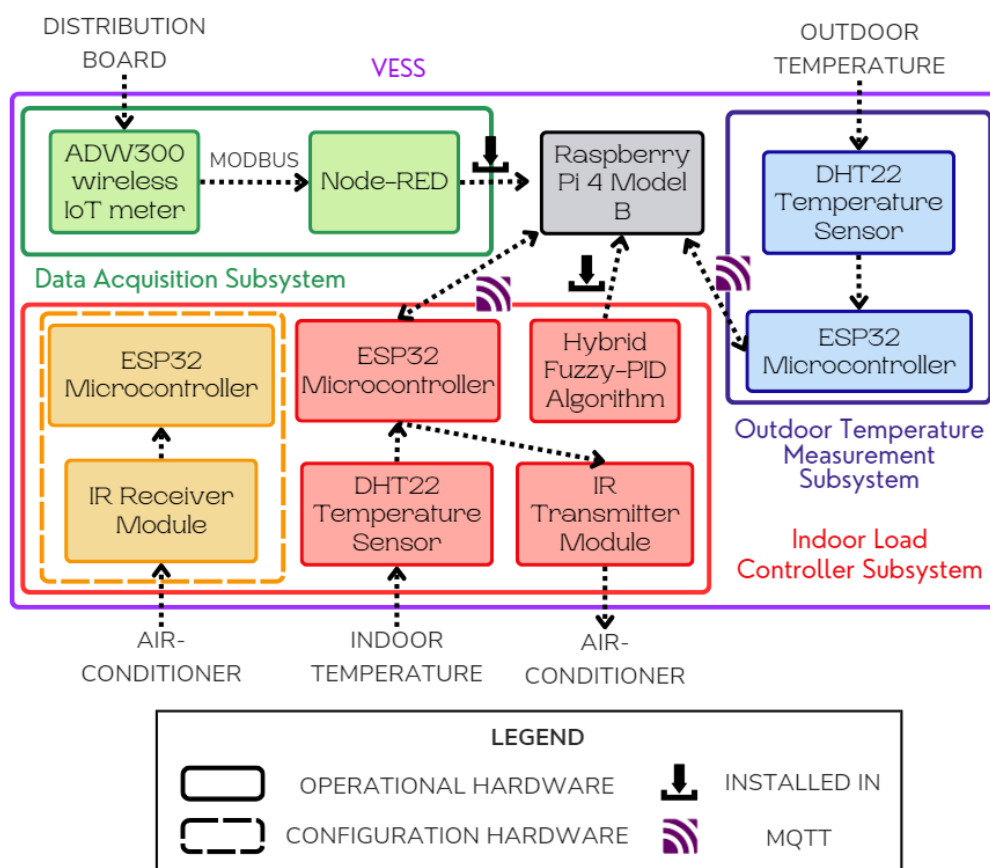 DISTRIBUTION
BOARD
VESS
OUTDOOR
TEMPERATURE
ADW300
wireless
IoT meter
MODBUS
Node-RED
Raspberry
Pi 4 Model
B
DHT22
Temperature
Sensor
Data Acquisition Subsystem
ESP32
Microcontroller
ESP32
Microcontroller
Hybrid
Fuzzy-PID
Algorithm
ESP32
Microcontroller
Outdoor Temperature
Measurement
Subsystem
IR Receiver
Module
DHT22
Temperature
Sensor
IR
Transmitter
Module
Indoor Load
Controller Subsystem
AIR-
CONDITIONER
INDOOR
TEMPERATURE
AIR-
CONDITIONER
LEGEND
OPERATIONAL HARDWARE
INSTALLED IN
CONFIGURATION HARDWARE
MQTT